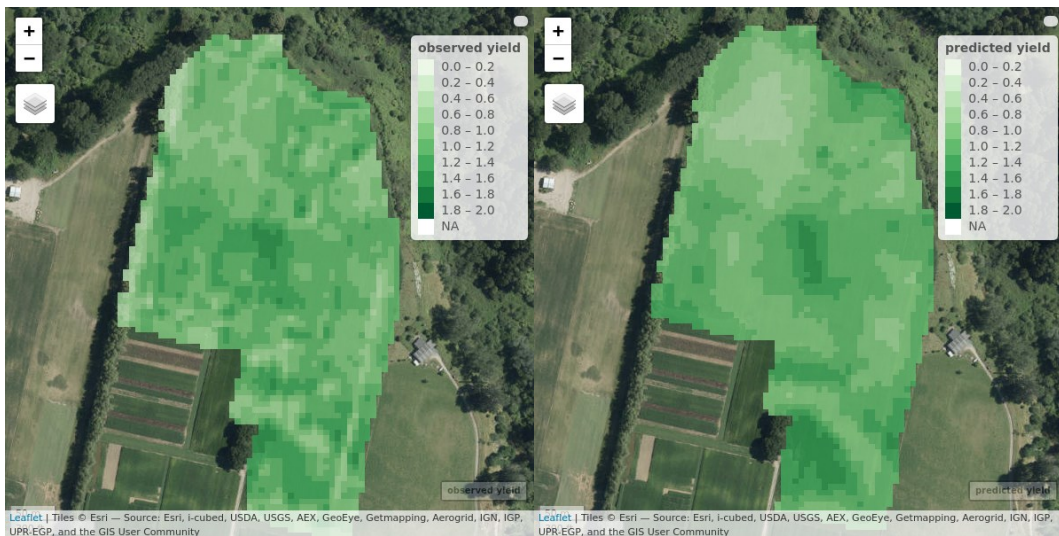 +
−
observed yield
0.0 – 0.2
0.2 – 0.4
0.4 – 0.6
0.6 – 0.8
0.8 – 1.0
1.0 – 1.2
1.2 – 1.4
1.4 – 1.6
1.6 – 1.8
1.8 – 2.0
NA
observed yield
Leaflet | Tiles © Esri — Source: Esri, i-cubed, USDA, USGS, AEX, GeoEye, Getmapping, Aerogrid, IGN, IGP,
UPR-EGP, and the GIS User Community
+
−
predicted yield
0.0 – 0.2
0.2 – 0.4
0.4 – 0.6
0.6 – 0.8
0.8 – 1.0
1.0 – 1.2
1.2 – 1.4
1.4 – 1.6
1.6 – 1.8
1.8 – 2.0
NA
predicted yield
Leaflet | Tiles © Esri — Source: Esri, i-cubed, USDA, USGS, AEX, GeoEye, Getmapping, Aerogrid, IGN, IGP,
UPR-EGP, and the GIS User Community